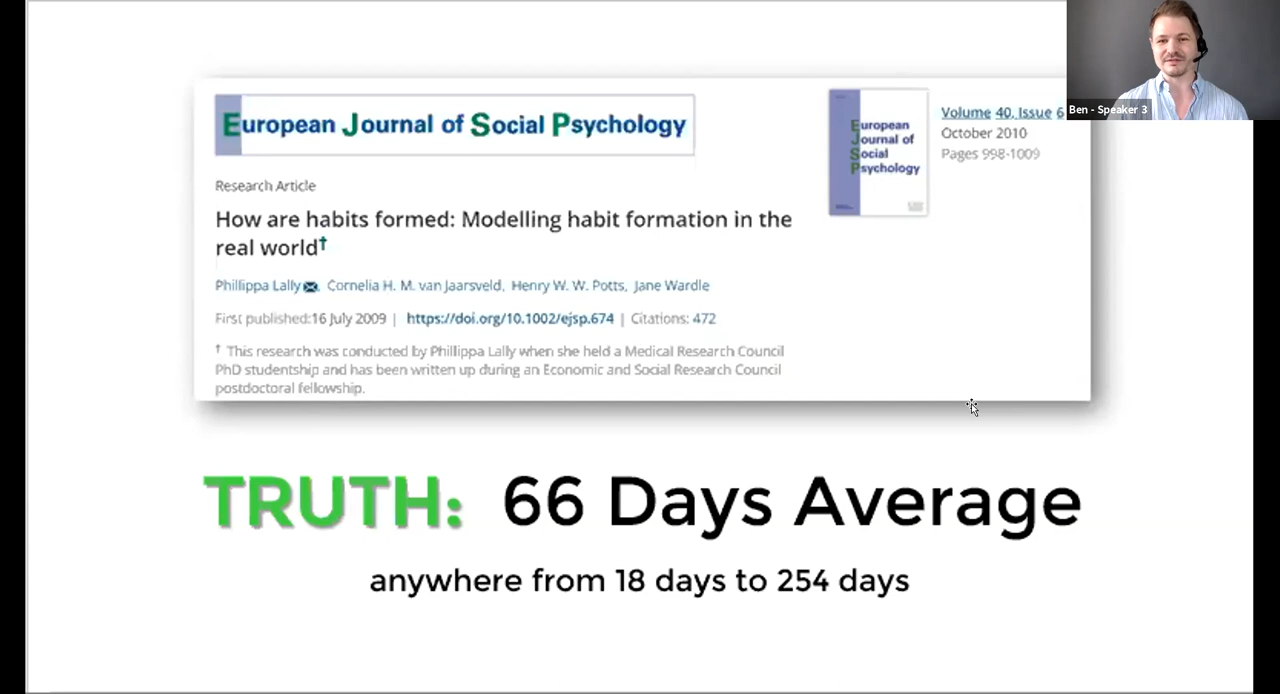 European Journal of Social Psychology
Research Article
How are habits formed: Modelling habit formation in the
real world†
Phillippa Lally, Cornelia H. M. van Jaarsveld, Henry W. W. Potts, Jane Wardle
First published:16 July 2009 | https://doi.org/10.1002/ejsp.674 | Citations: 472
† This research was conducted by Phillippa Lally when she held a Medical Research Council
PhD studentship and has been written up during an Economic and Social Research Council
postdoctoral fellowship.
European
Journal of
Social
Psychology
Volume 40, Issue 6
October 2010
Pages 998-1009
Ben - Speaker 3
TRUTH: 66 Days Average
anywhere from 18 days to 254 days